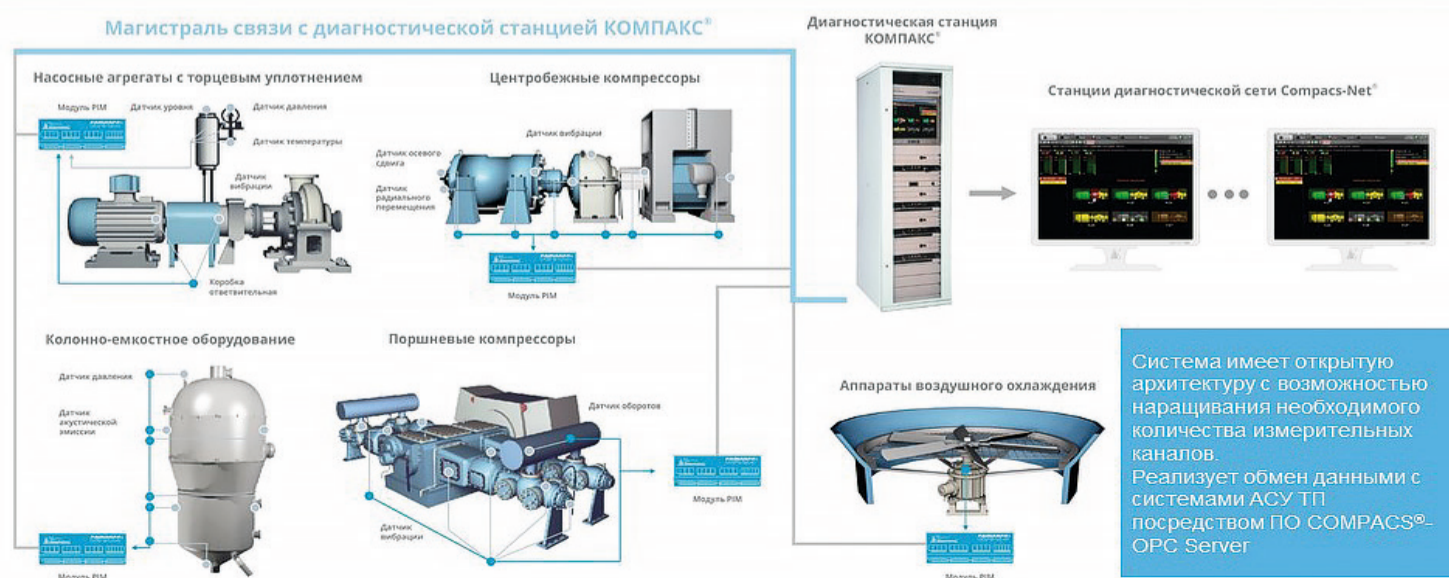 Магистраль связи с диагностической станцией КОМПАКС®
Диагностическая станция
КОМПАКС®
Станции диагностической сети Compacs-Net®
Насосные агрегаты с торцевым уплотнением
Модуль PIM
Датчик уровня
Датчик давления
Датчик температуры
Датчик
вибрации
Коробка
ответвительная
Центробежные компрессоры
Датчик вибрации
Датчик осевого
сдвига
Датчик
радиального
перемещения
Модуль PIM
Колонно-емкостное оборудование
Датчик давления
Датчик
акустической
эмиссии
Модуль PIM
Поршневые компрессоры
Датчик оборотов
Датчик
вибрации
Модуль PIM
Аппараты воздушного охлаждения
Модуль PIM
Система имеет открытую
архитектуру с возможностью
наращивания необходимого
количества измерительных
каналов.
Реализует обмен данными с
системами АСУ ТП
посредством ПО COMPACS®-
OPC Server